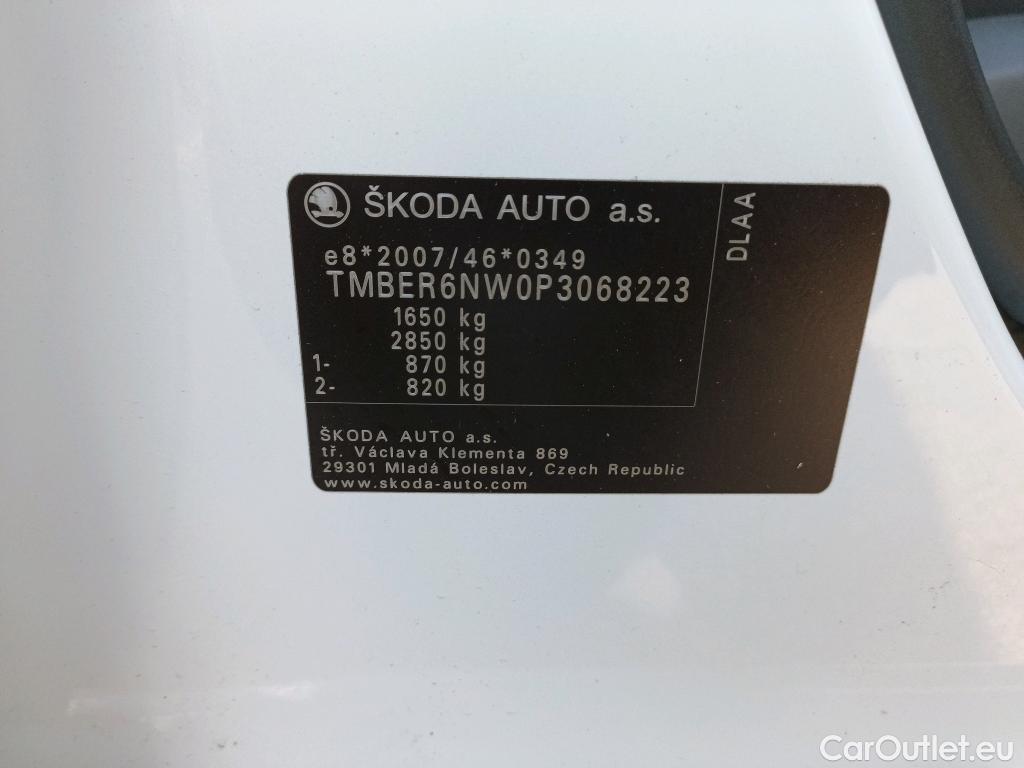 ŠKODA AUTO a.s.
DLAA
e8*2007/46*0349
TMBER6NW0P3068223
1650 kg
2850 kg
1- 870 kg
2- 820 kg
ŠKODA AUTO a.s.
tř. Václava Klementa 869
29301 Mladá Boleslav, Czech Republic
www.skoda-auto.com
CarOutlet.eu